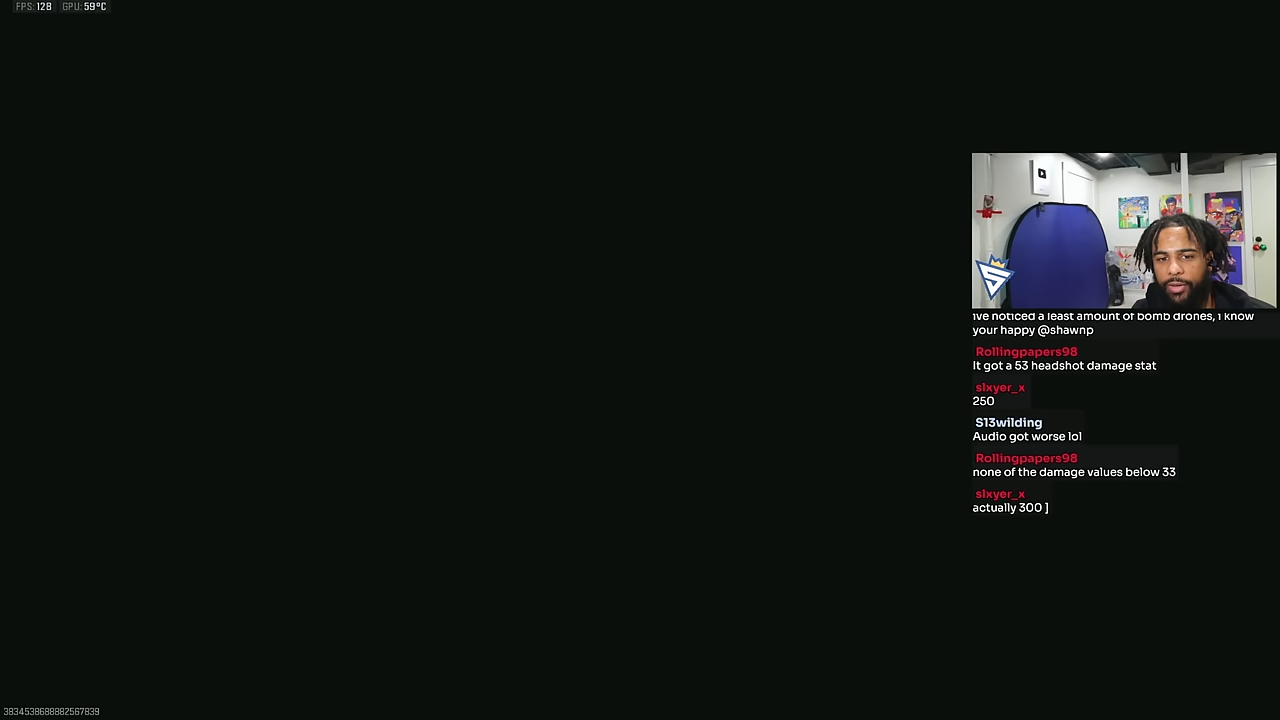 FPS: 128 GPU: 59°C
ive noticed a least amount of bomb drones, i know
your happy @shawnp
Rollingpapers98
It got a 53 headshot damage stat
slxyer_x
250
S13wilding
Audio got worse lol
Rollingpapers98
none of the damage values below 33
slxyer_x
actually 300 ]
3834538688882567839